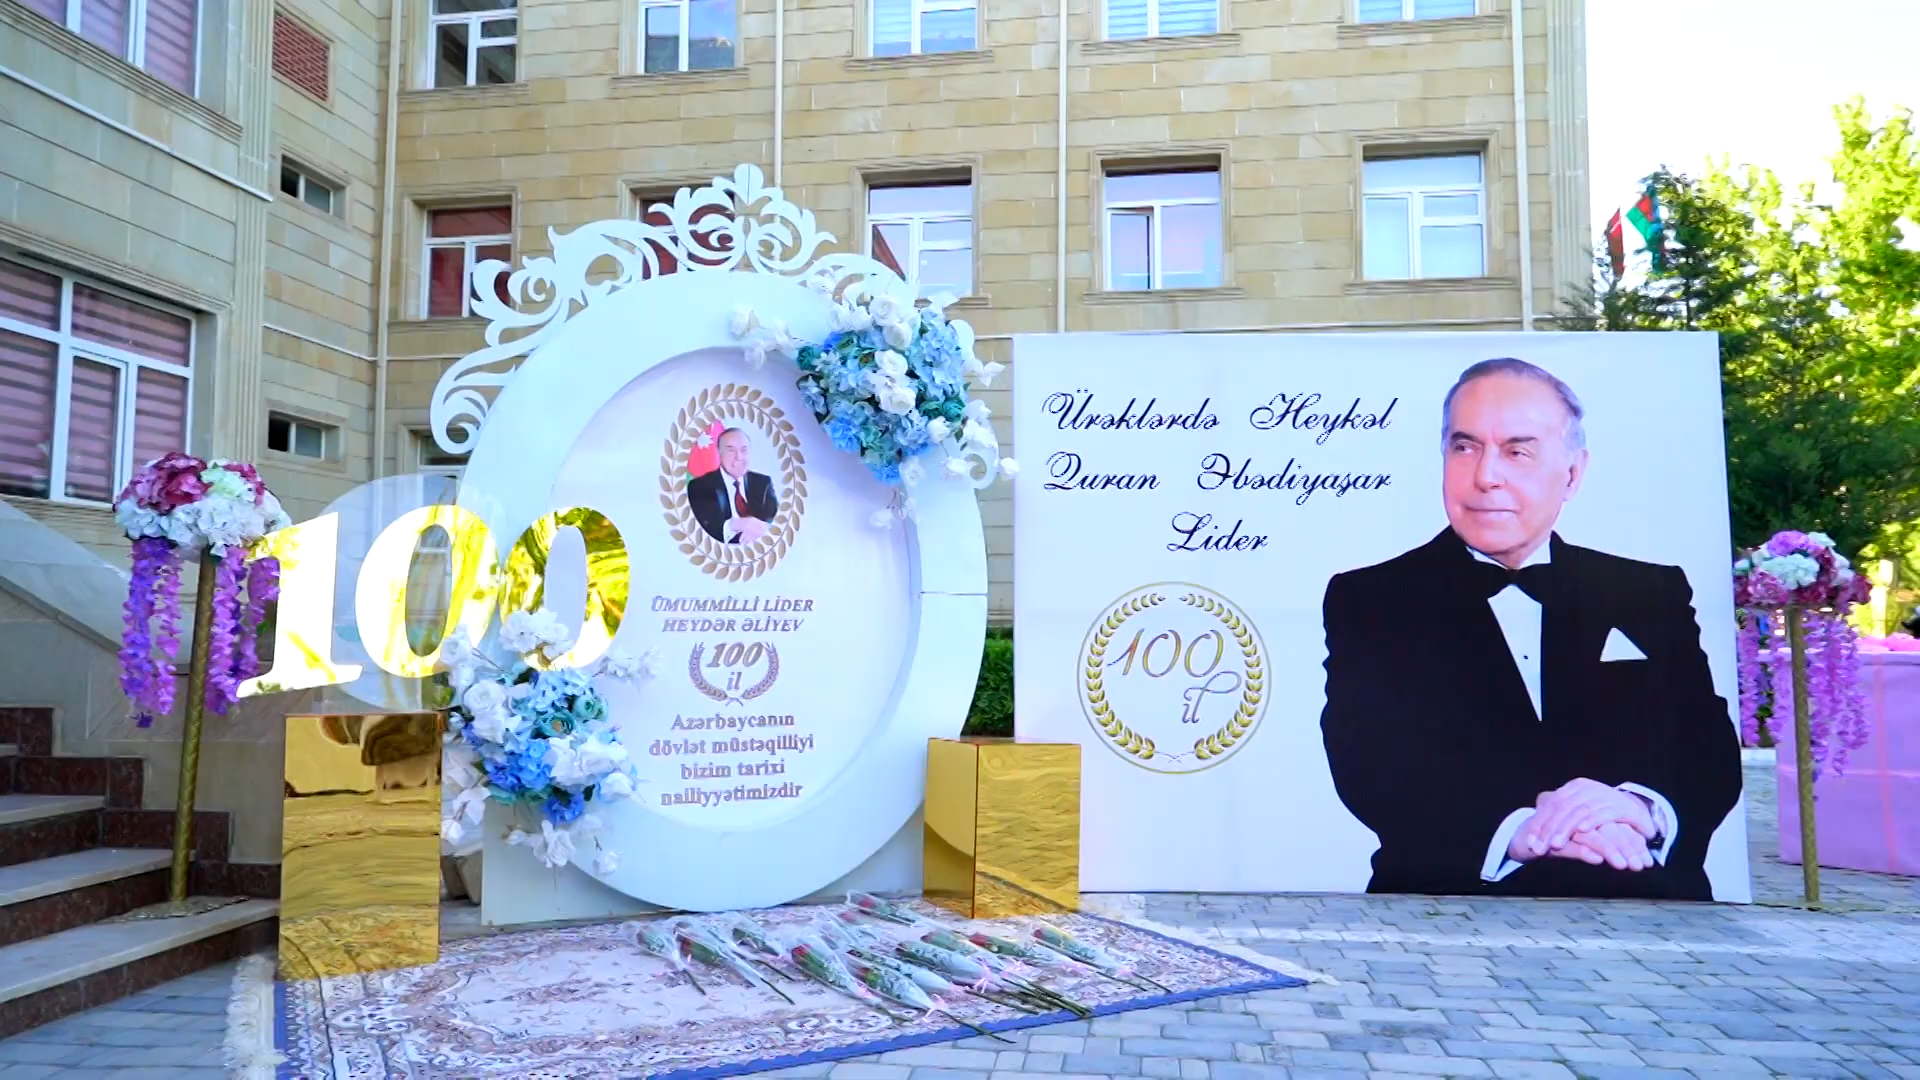 100
ÜMUMMİLLİ LİDER
HEYDƏR ƏLİYEV
100
il
Azərbaycanın
dövlət müstəqilliyi
bizim tarixi
nailiyyətimizdir
Ürəklərdə Heykəl
Quran Əbədiyaşar
Lider
100
il